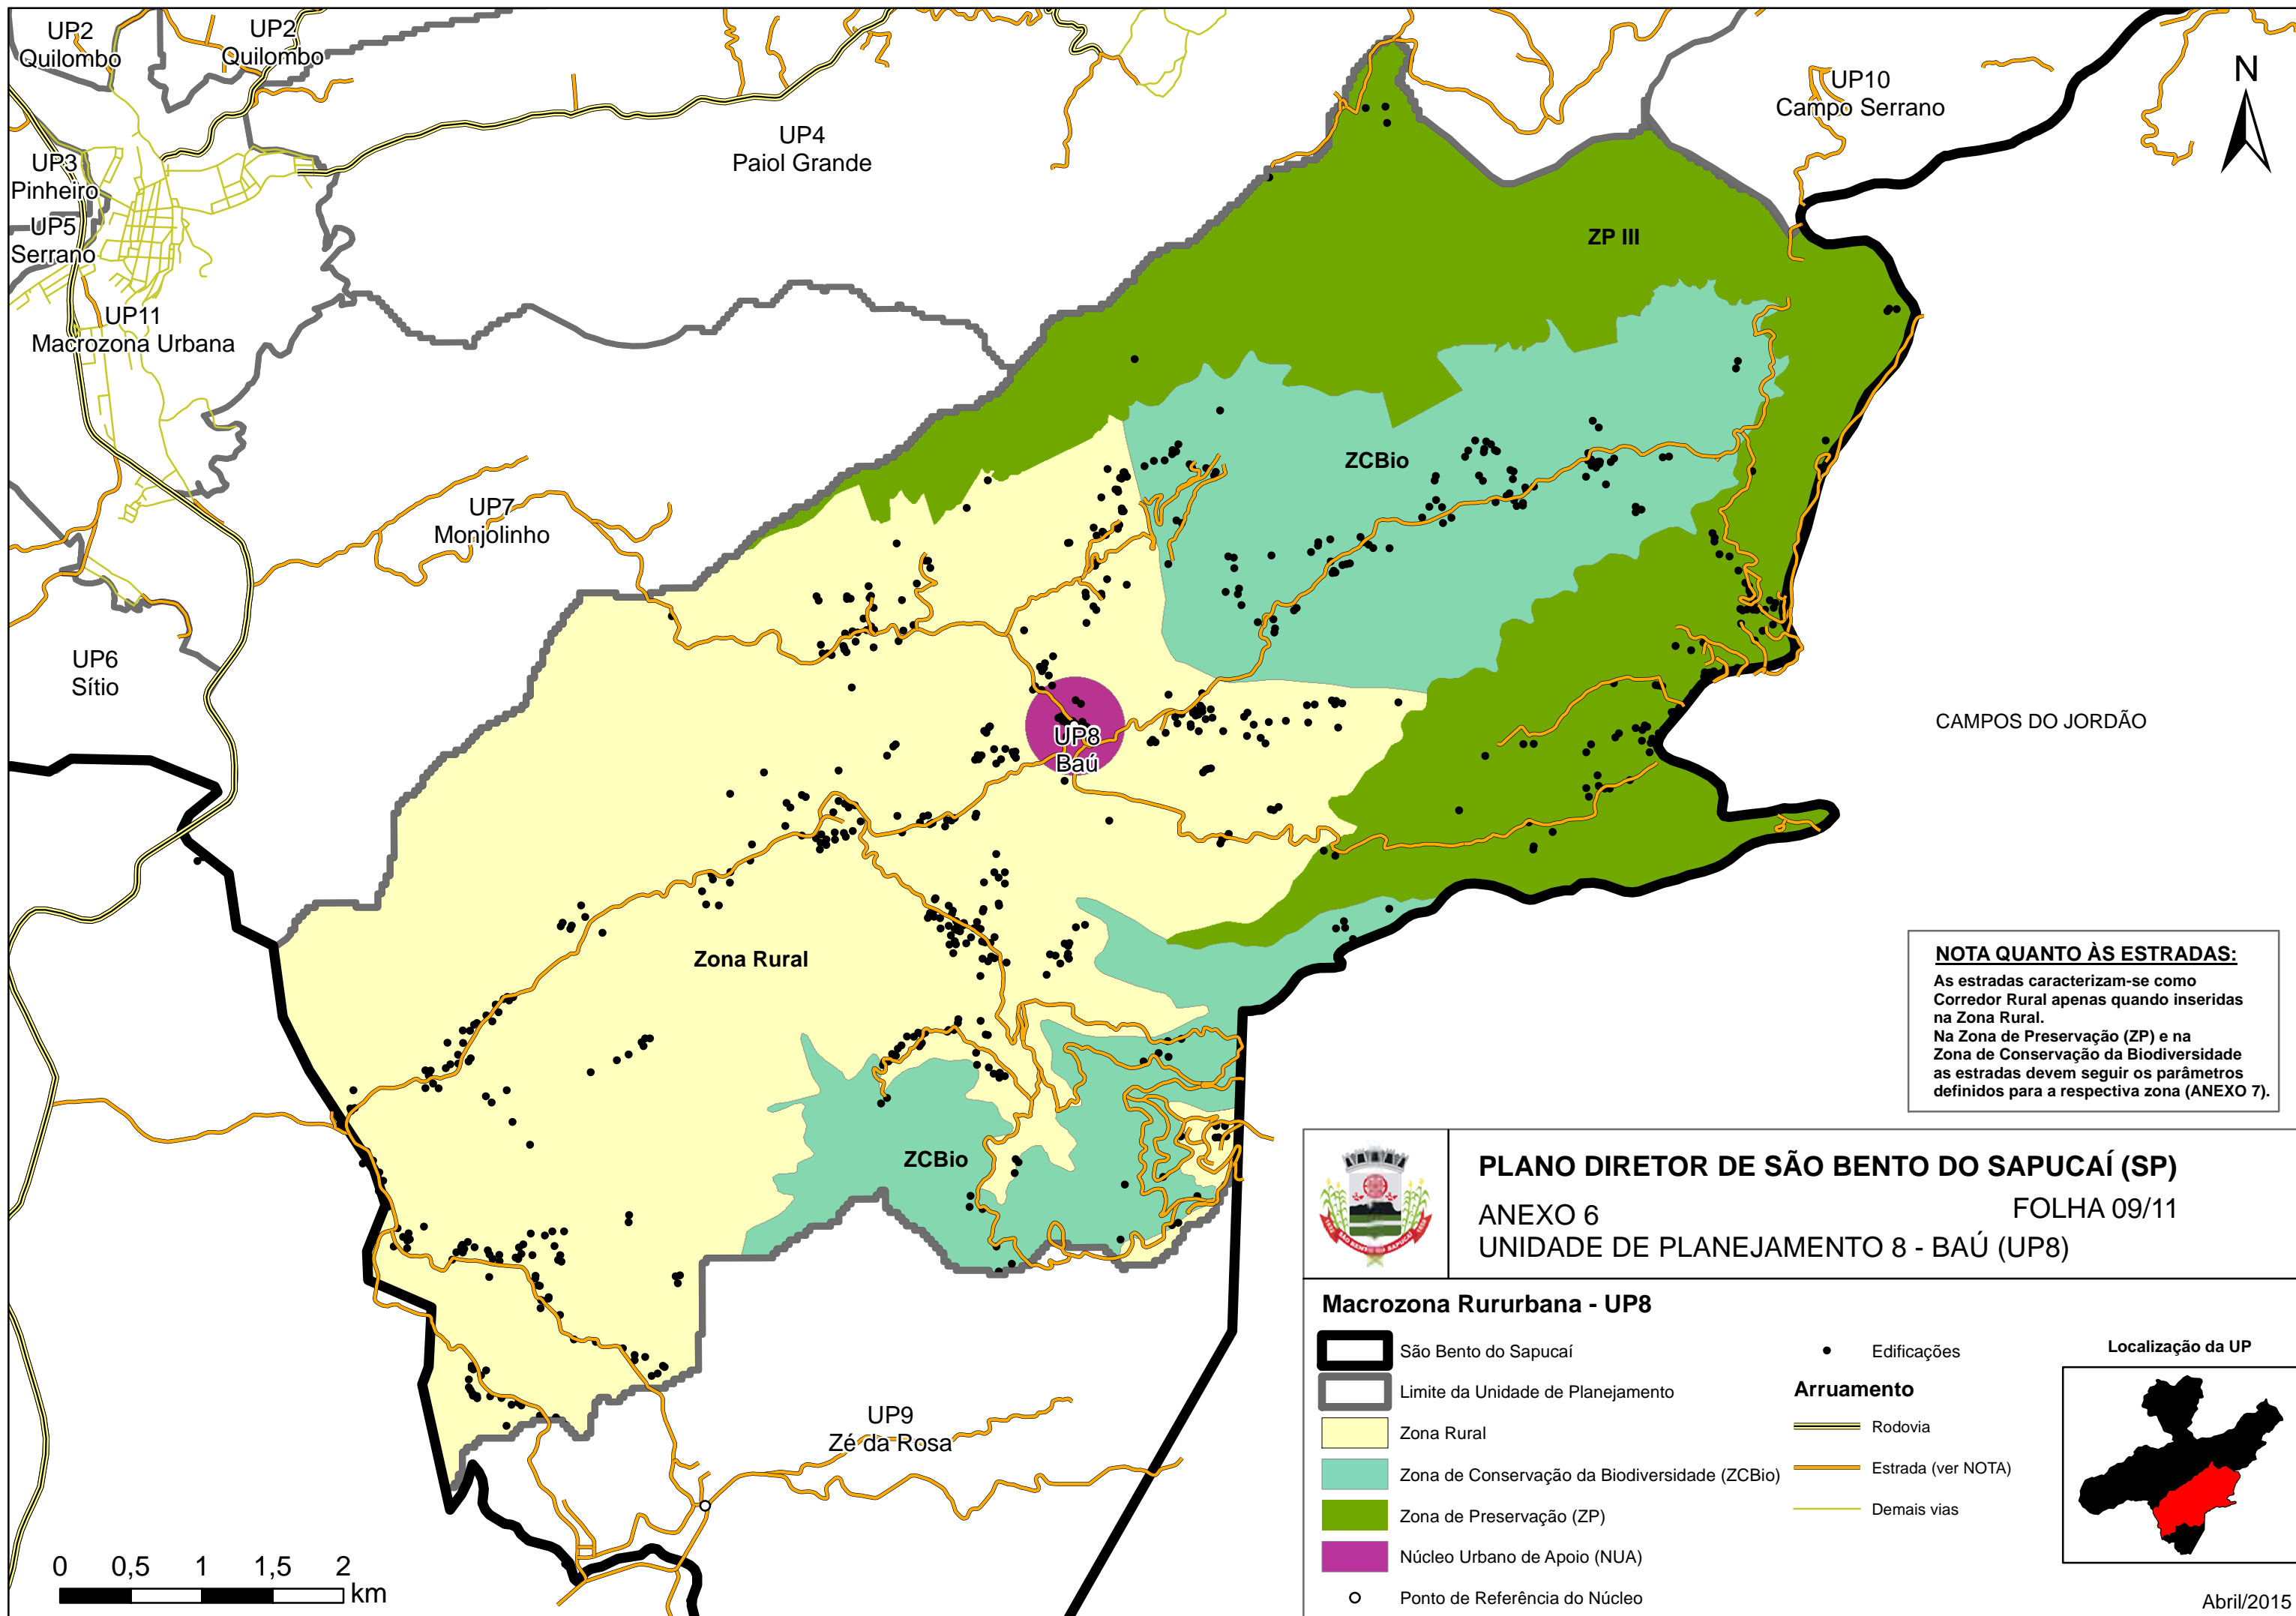 UP2
Quilombo
UP2
Quilombo
UP10
Campo Serrano
N
UP4
Paiol Grande
UP3
Pinheiro
UP5
Serrano
ZP III
UP11
Macrozona Urbana
ZCBio
UP7
Monjolinho
UP6
Sítio
CAMPOS DO JORDÃO
UP8
Baú
Zona Rural
NOTA QUANTO ÀS ESTRADAS:
As estradas caracterizam-se como
Corredor Rural apenas quando inseridas
na Zona Rural.
Na Zona de Preservação (ZP) e na
Zona de Conservação da Biodiversidade
as estradas devem seguir os parâmetros
definidos para a respectiva zona (ANEXO 7).
ZCBio
UP9
Zé da Rosa
0 0,5 1 1,5 2
km
PLANO DIRETOR DE SÃO BENTO DO SAPUCAÍ (SP)
ANEXO 6 FOLHA 09/11
UNIDADE DE PLANEJAMENTO 8 - BAÚ (UP8)
Macrozona Rururbana - UP8
São Bento do Sapucaí
Limite da Unidade de Planejamento
Zona Rural
Zona de Conservação da Biodiversidade (ZCBio)
Zona de Preservação (ZP)
Núcleo Urbano de Apoio (NUA)
Ponto de Referência do Núcleo
Edificações
Arruamento
Rodovia
Estrada (ver NOTA)
Demais vias
Localização da UP
Abril/2015